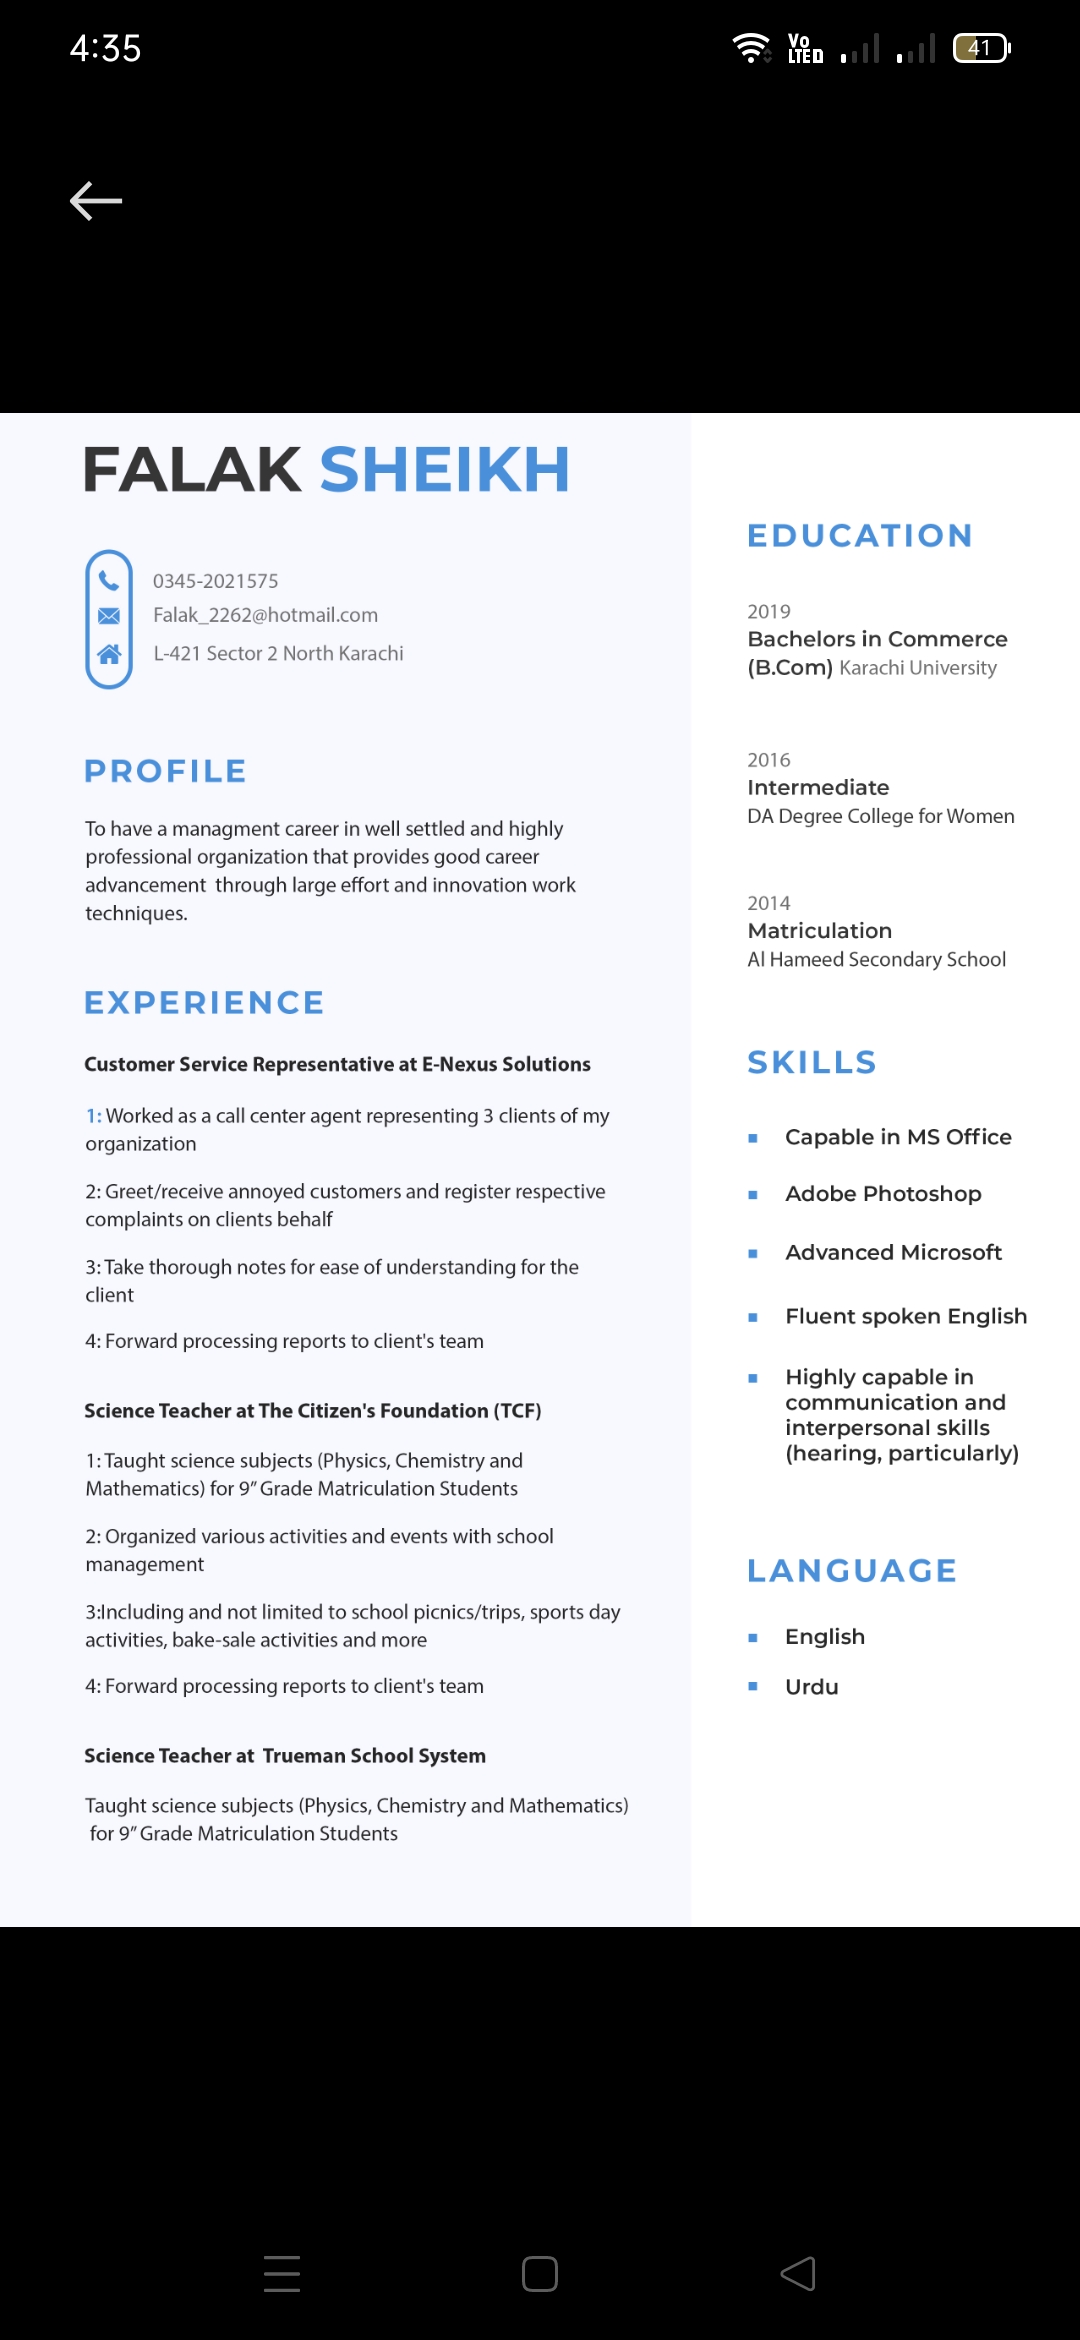 4:35
Vo
LTED
41
FALAK SHEIKH
0345-2021575
Falak_2262@hotmail.com
L-421 Sector 2 North Karachi
PROFILE
To have a managment career in well settled and highly
professional organization that provides good career
advancement through large effort and innovation work
techniques.
EXPERIENCE
Customer Service Representative at E-Nexus Solutions
1: Worked as a call center agent representing 3 clients of my
organization
2: Greet/receive annoyed customers and register respective
complaints on clients behalf
3: Take thorough notes for ease of understanding for the
client
4: Forward processing reports to client's team
Science Teacher at The Citizen's Foundation (TCF)
1: Taught science subjects (Physics, Chemistry and
Mathematics) for 9” Grade Matriculation Students
2: Organized various activities and events with school
management
3:Including and not limited to school picnics/trips, sports day
activities, bake-sale activities and more
4: Forward processing reports to client's team
Science Teacher at Trueman School System
Taught science subjects (Physics, Chemistry and Mathematics)
for 9” Grade Matriculation Students
EDUCATION
2019
Bachelors in Commerce
(B.Com) Karachi University
2016
Intermediate
DA Degree College for Women
2014
Matriculation
Al Hameed Secondary School
SKILLS
Capable in MS Office
Adobe Photoshop
Advanced Microsoft
Fluent spoken English
Highly capable in
communication and
interpersonal skills
(hearing, particularly)
LANGUAGE
English
Urdu